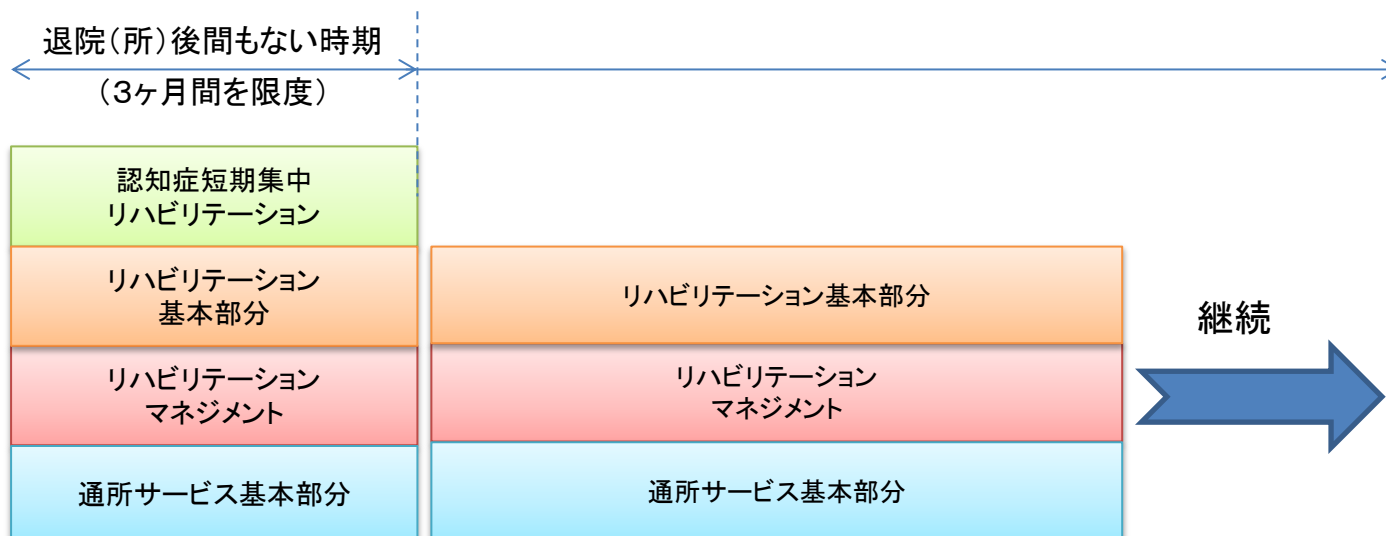 退院（所）後間もない時期
（３ヶ月間を限度）
認知症短期集中
リハビリテーション
リハビリテーション
基本部分
リハビリテーション
マネジメント
通所サービス基本部分
リハビリテーション基本部分
リハビリテーション
マネジメント
通所サービス基本部分
継続